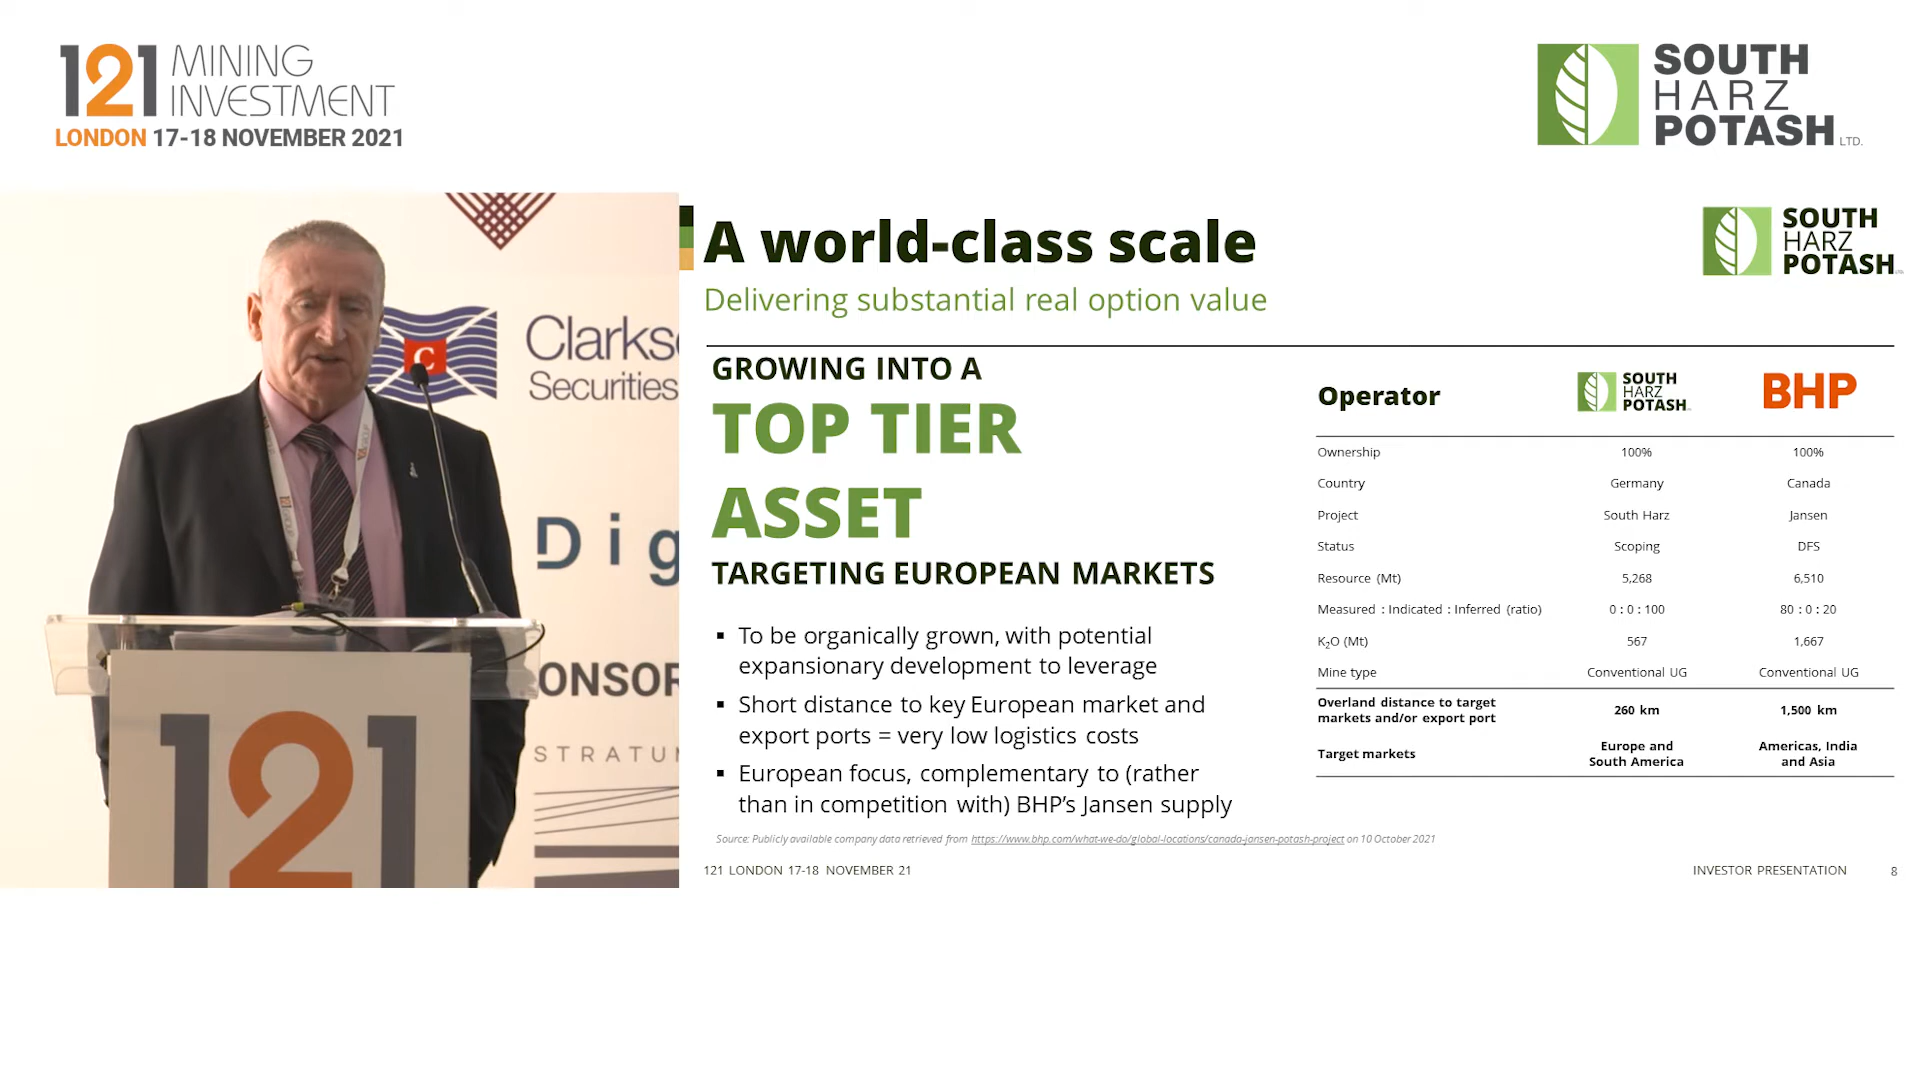 121 MINING
INVESTMENT
LONDON 17-18 NOVEMBER 2021
SOUTH
HARZ
POTASH LTD.
C
Clarks
Securities
Dig
ONSOR
STRATU
121
A world-class scale
Delivering substantial real option value
SOUTH
HARZ
POTASH
GROWING INTO A
TOP TIER
ASSET
TARGETING EUROPEAN MARKETS
▪ To be organically grown, with potential
expansionary development to leverage
▪ Short distance to key European market and
export ports = very low logistics costs
▪ European focus, complementary to (rather
than in competition with) BHP's Jansen supply
Operator SOUTH HARZ POTASH BHP
Ownership 100% 100%
Country Germany Canada
Project South Harz Jansen
Status Scoping DFS
Resource (Mt) 5,268 6,510
Measured : Indicated : Inferred (ratio) 0 : 0 : 100 80 : 0 : 20
K₂O (Mt) 567 1,667
Mine type Conventional UG Conventional UG
Overland distance to target
markets and/or export port 260 km 1,500 km
Target markets Europe and South America Americas, India and Asia
Source: Publicly available company data retrieved from https://www.bhp.com/what-we-do/global-locations/canada-jansen-potash-project on 10 October 2021
121 LONDON 17-18 NOVEMBER 21 INVESTOR PRESENTATION 8